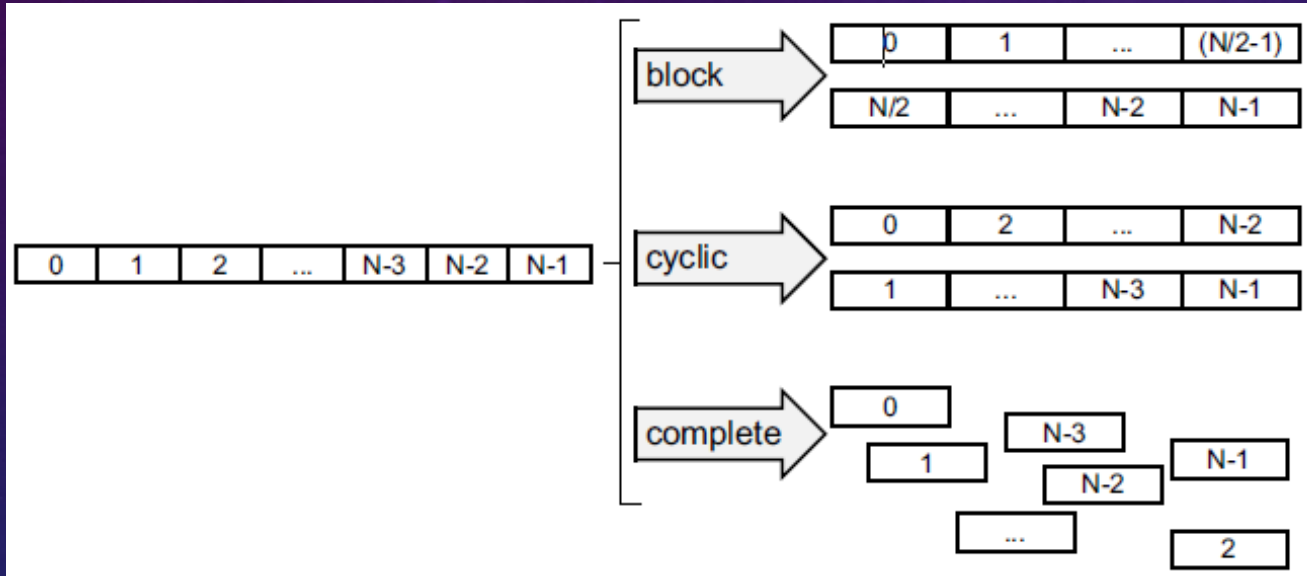 0 1 2 ... N-3 N-2 N-1
block
0 1 ... (N/2-1)
N/2 ... N-2 N-1
cyclic
0 2 ... N-2
1 ... N-3 N-1
complete
0
N-3
1
N-1
N-2
...
2